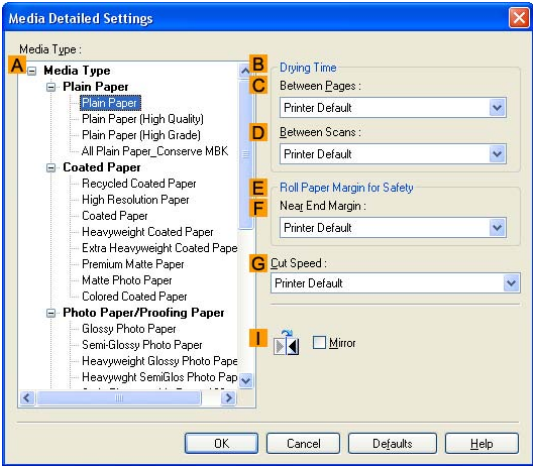 Media Detailed Settings
Media Type :
A
Media Type
Plain Paper
Plain Paper
Plain Paper (High Quality)
Plain Paper (High Grade)
All Plain Paper_Conserve MBK
Coated Paper
Recycled Coated Paper
High Resolution Paper
Coated Paper
Heavyweight Coated Paper
Extra Heavyweight Coated Pape
Premium Matte Paper
Matte Photo Paper
Colored Coated Paper
Photo Paper/Proofing Paper
Glossy Photo Paper
Semi-Glossy Photo Paper
Heavyweight Glossy Photo Pape
Heavywght SemiGlos Photo Pap
B Drying Time
C Between Pages :
Printer Default
D Between Scans :
Printer Default
E Roll Paper Margin for Safety
F Near End Margin :
Printer Default
G Cut Speed :
Printer Default
I Mirror
OK Cancel Defaults Help